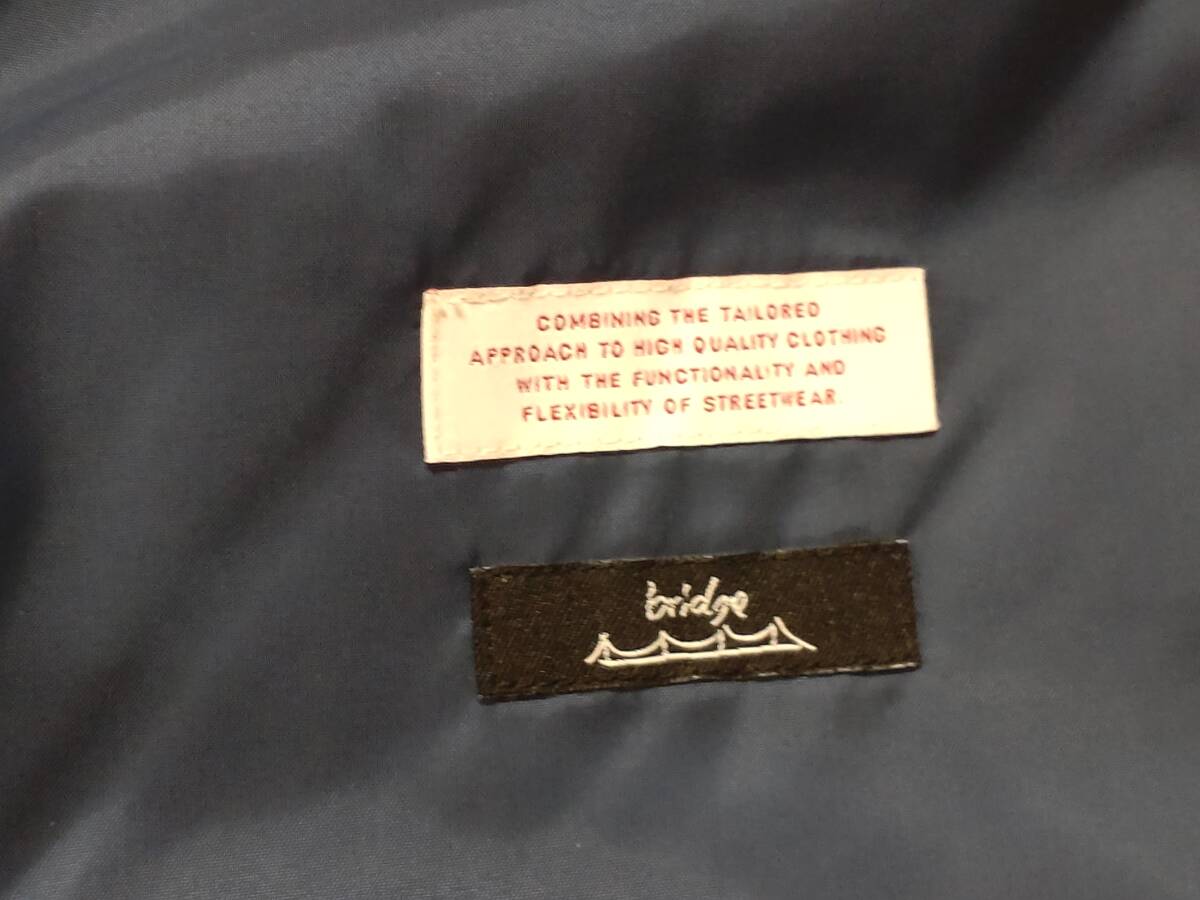 COMBINING THE TAILORED
APPROACH TO HIGH QUALITY CLOTHING
WITH THE FUNCTIONALITY AND
FLEXIBILITY OF STREETWEAR.
bridge